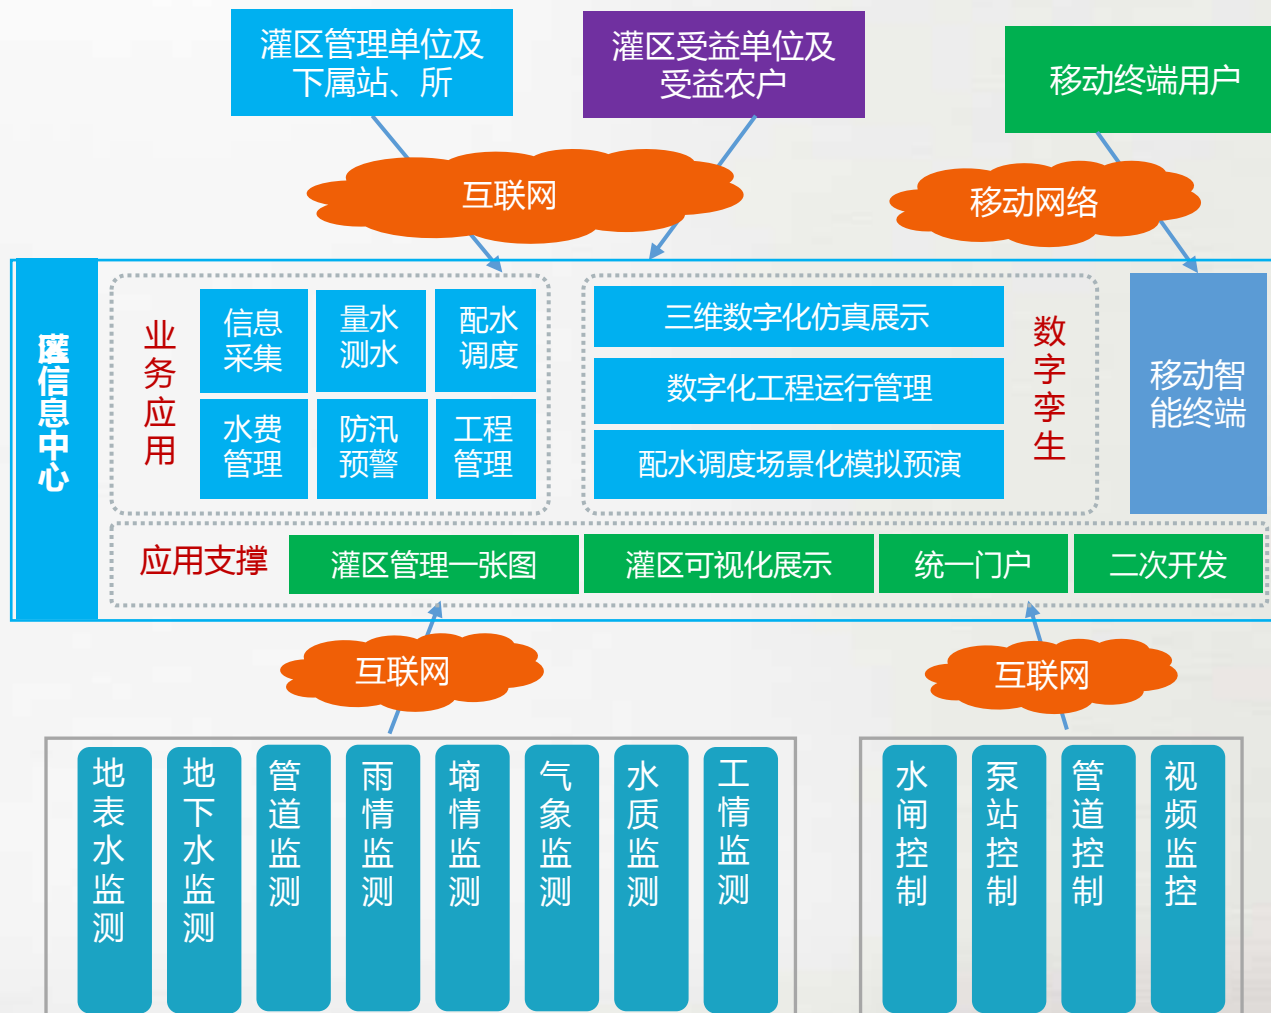 灌区管理单位及
下属站、所
灌区受益单位及
受益农户
移动终端用户
互联网
移动网络
灌区信息中心
业务应用
信息
采集
量水
测水
配水
调度
水费
管理
防汛
预警
工程
管理
三维数字化仿真展示
数字化工程运行管理
配水调度场景化模拟预演
数字孪生
移动智
能终端
应用支撑
灌区管理一张图
灌区可视化展示
统一门户
二次开发
互联网
互联网
地表水监测
地下水监测
管道监测
雨情监测
墒情监测
气象监测
水质监测
工情监测
水闸控制
泵站控制
管道控制
视频监控